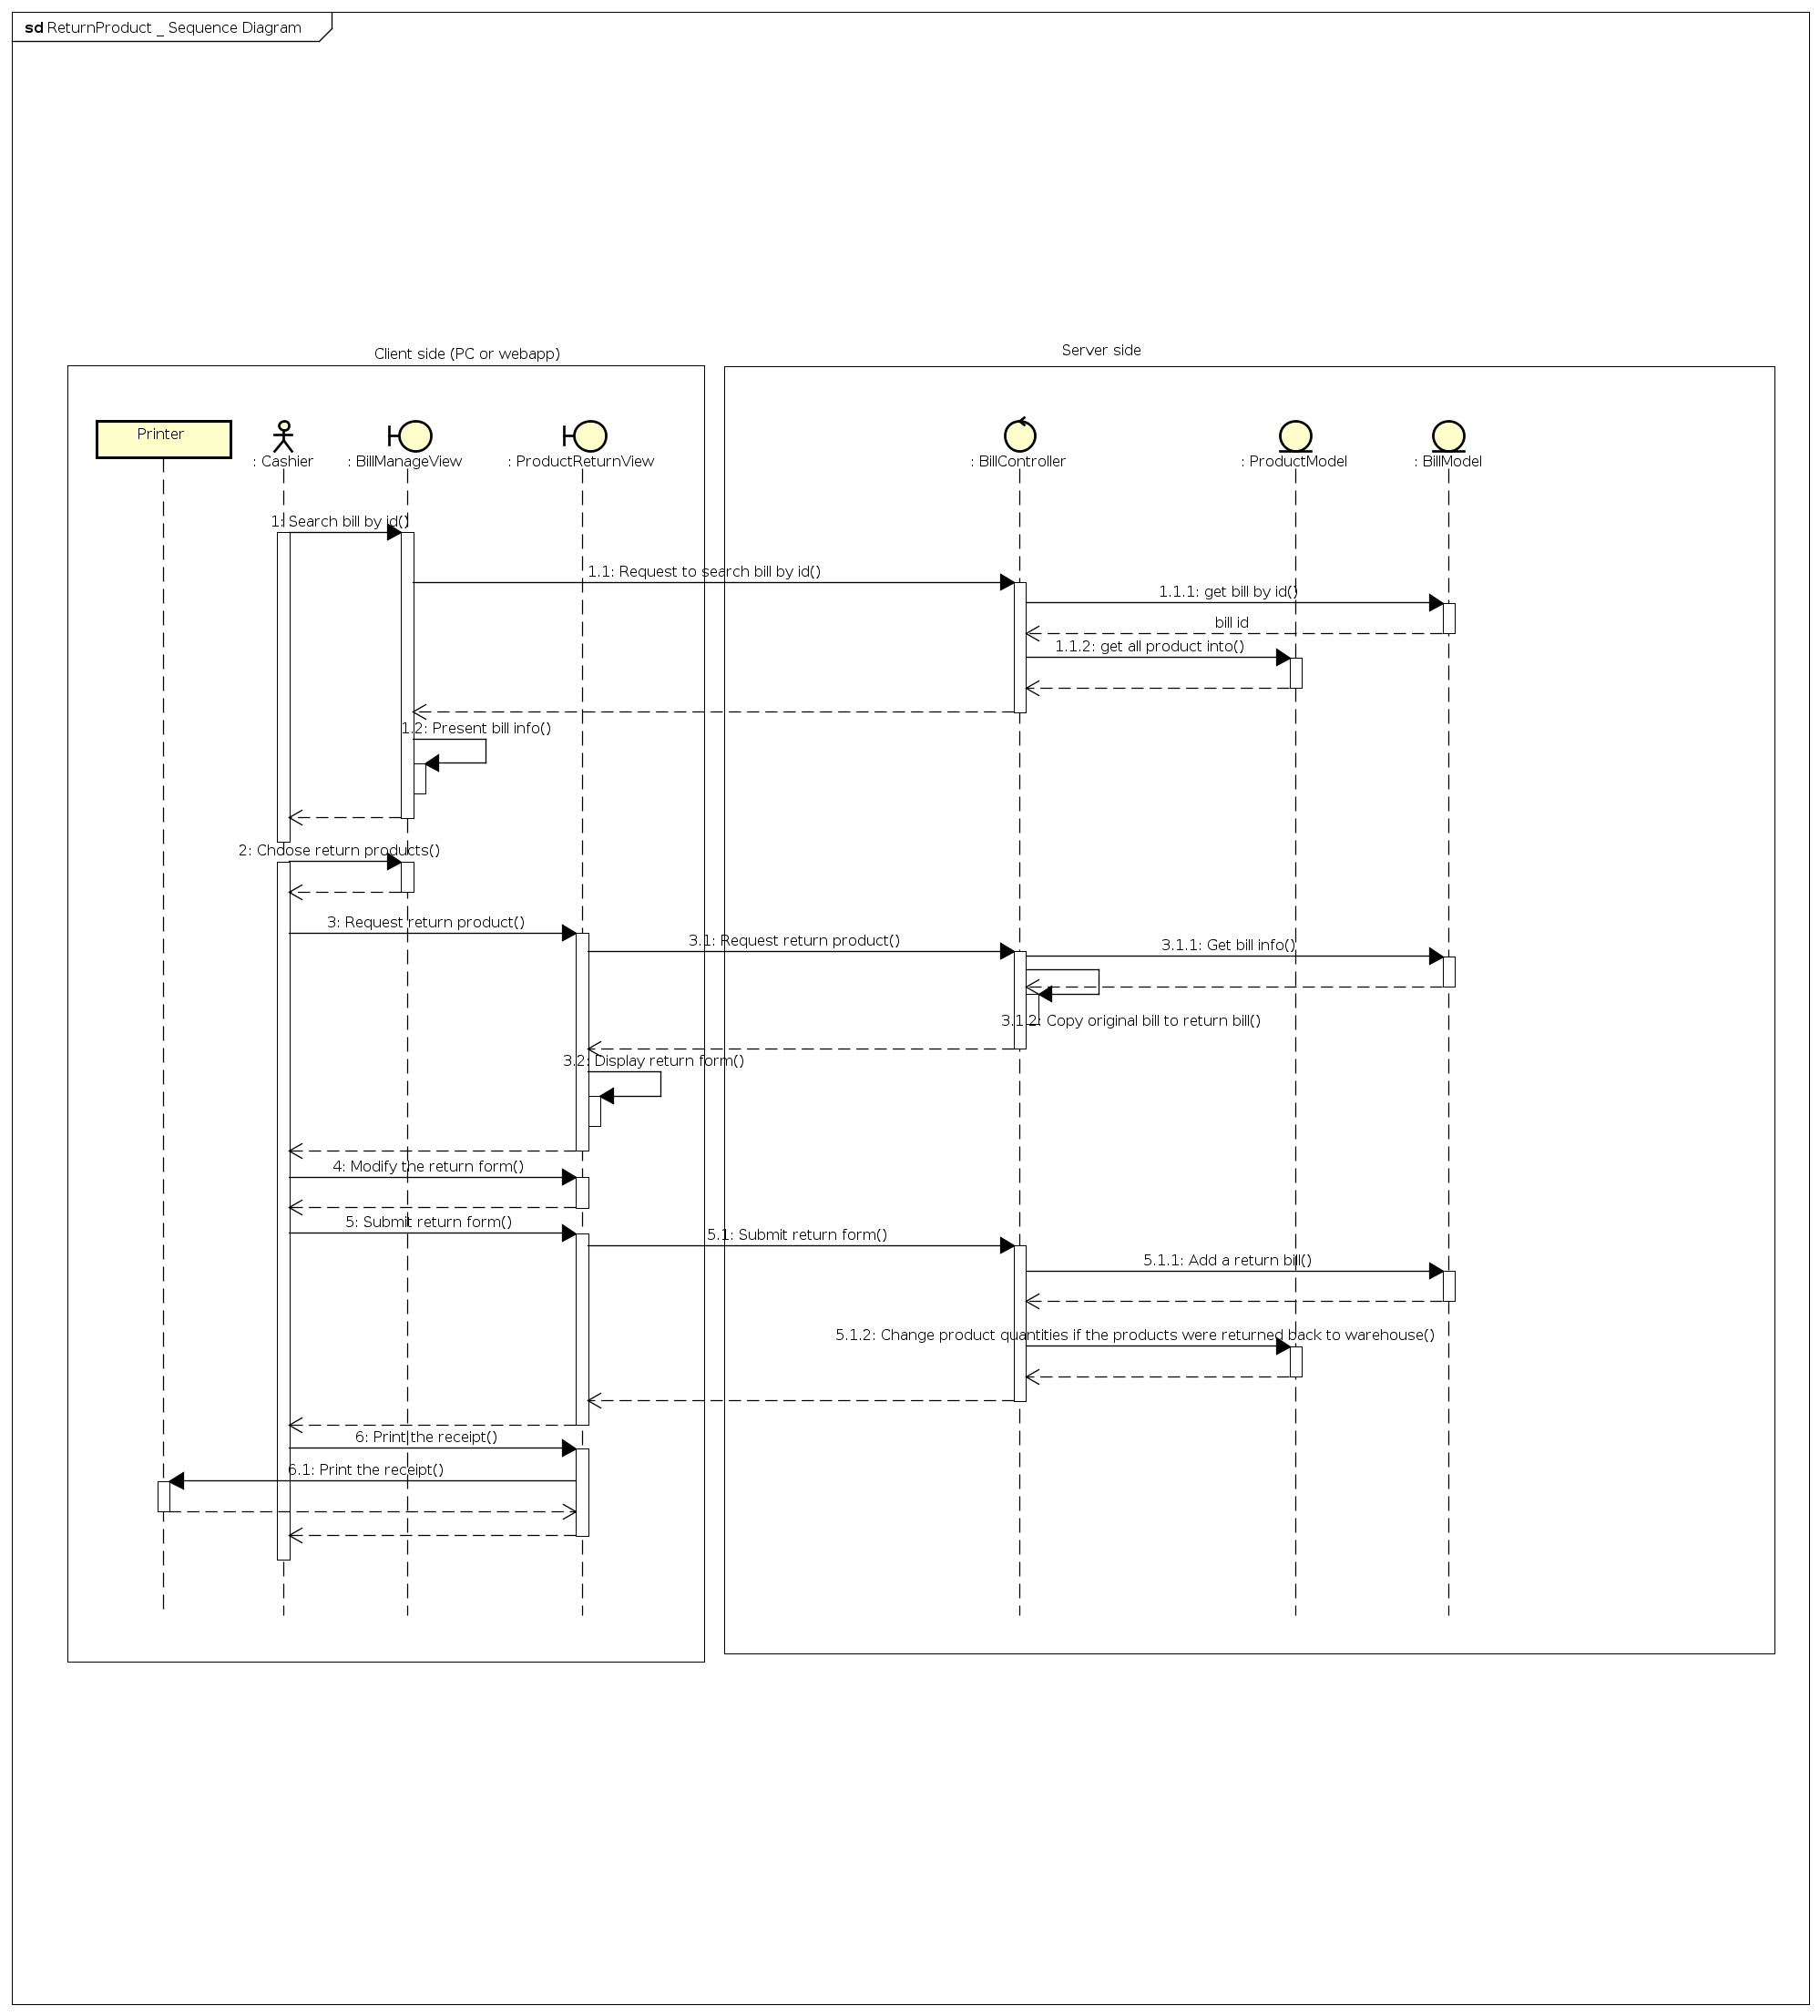 sd ReturnProduct _ Sequence Diagram
Client side (PC or webapp)
Server side
Printer
: Cashier
: BillManageView
: ProductReturnView
: BillController
: ProductModel
: BillModel
1: Search bill by id()
1.1: Request to search bill by id()
1.1.1: get bill by id()
bill id
1.1.2: get all product into()
1.2: Present bill info()
2: Choose return products()
3: Request return product()
3.1: Request return product()
3.1.1: Get bill info()
3.1.2: Copy original bill to return bill()
3.2: Display return form()
4: Modify the return form()
5: Submit return form()
5.1: Submit return form()
5.1.1: Add a return bill()
5.1.2: Change product quantities if the products were returned back to warehouse()
6: Print the receipt()
6.1: Print the receipt()